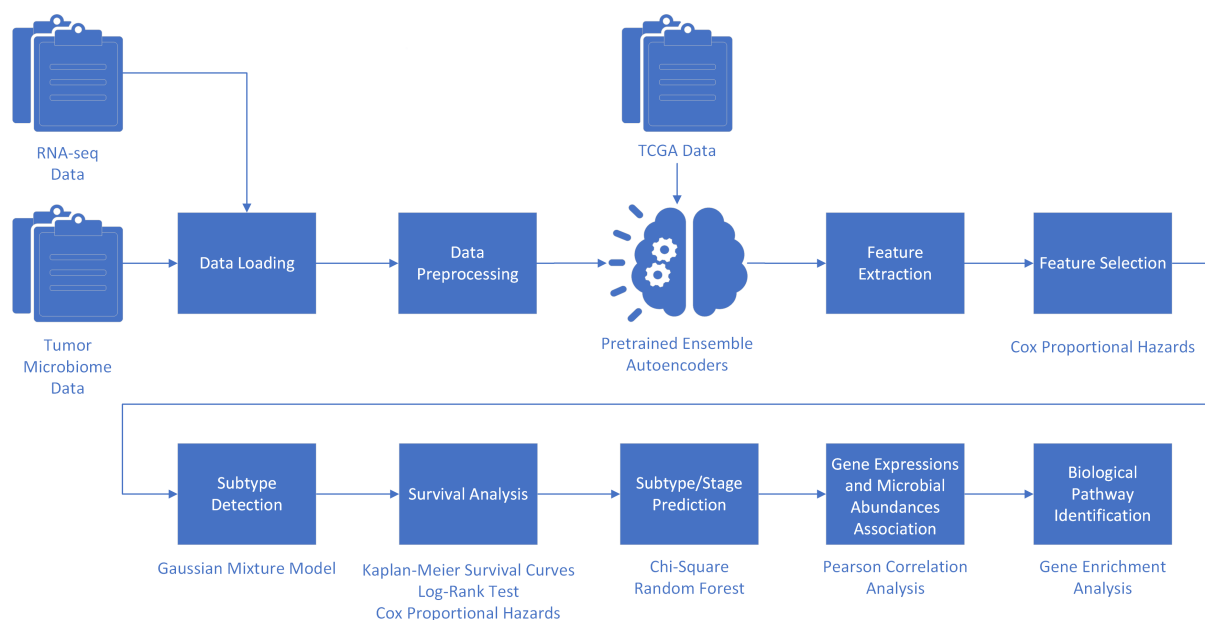 RNA-seq
Data
TCGA Data
Data Loading
Data
Preprocessing
Feature
Extraction
Feature Selection
Tumor
Microbiome
Data
Pretrained Ensemble
Autoencoders
Cox Proportional Hazards
Subtype
Detection
Survival Analysis
Subtype/Stage
Prediction
Gene Expressions
and Microbial
Abundances
Association
Biological
Pathway
Identification
Gaussian Mixture Model
Kaplan-Meier Survival Curves
Log-Rank Test
Cox Proportional Hazards
Chi-Square
Random Forest
Pearson Correlation
Analysis
Gene Enrichment
Analysis